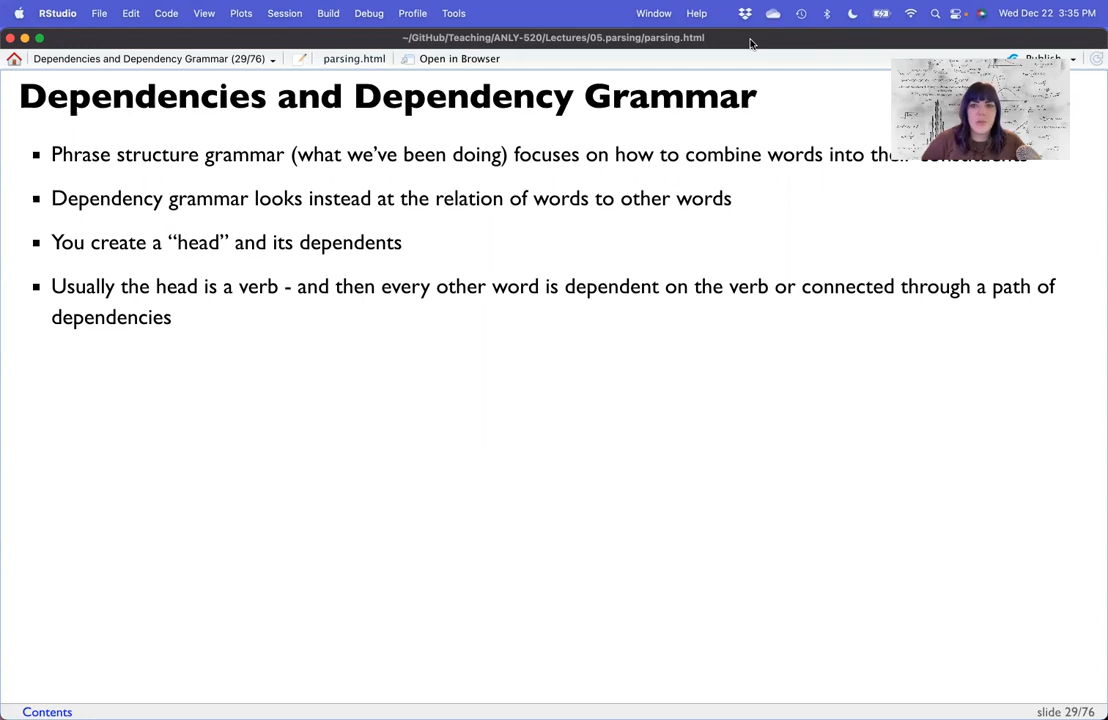 RStudio File Edit Code View Plots Session Build Debug Profile Tools Window Help Wed Dec 22 3:35 PM
~/GitHub/Teaching/ANLY-520/Lectures/05.parsing/parsing.html
Dependencies and Dependency Grammar (29/76) parsing.html Open in Browser Publish
Dependencies and Dependency Grammar
Phrase structure grammar (what we've been doing) focuses on how to combine words into their constituents
Dependency grammar looks instead at the relation of words to other words
You create a “head” and its dependents
Usually the head is a verb - and then every other word is dependent on the verb or connected through a path of
dependencies
Contents slide 29/76